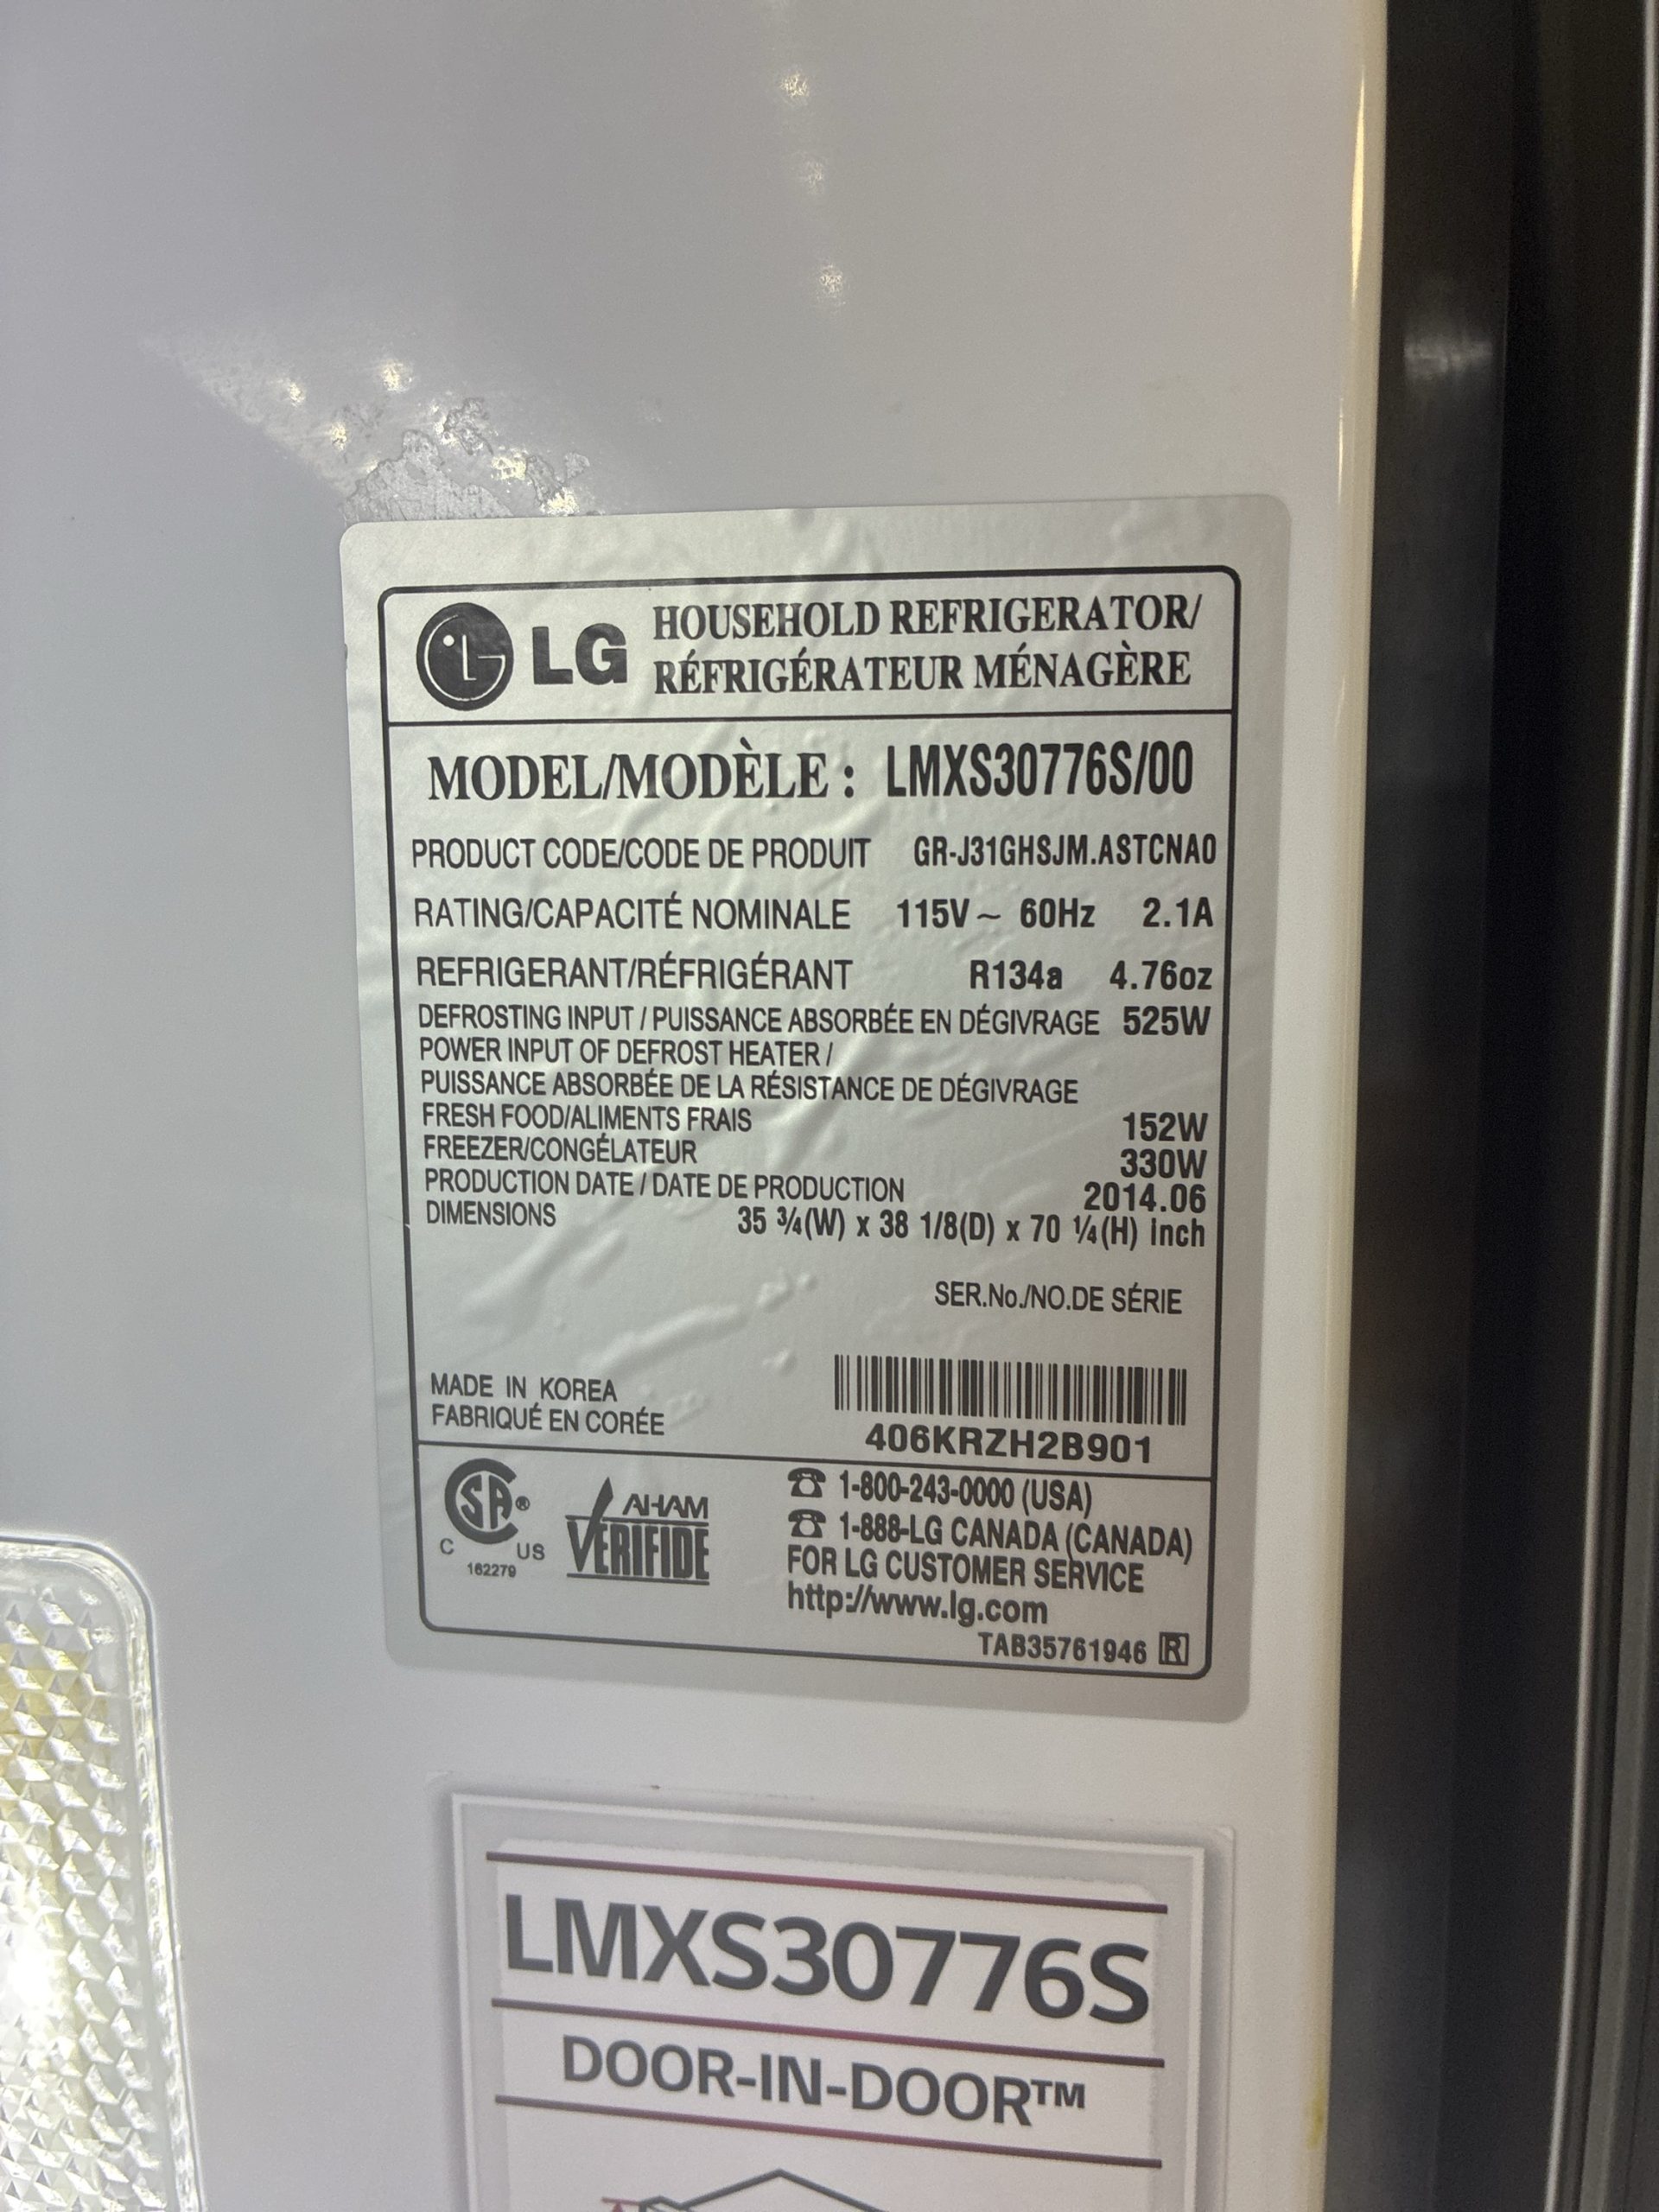 LG HOUSEHOLD REFRIGERATOR/
RÉFRIGÉRATEUR MÉNAGÈRE
MODEL/MODÈLE : LMXS30776S/00
PRODUCT CODE/CODE DE PRODUIT GR-J31GHSJM.ASTCNA0
RATING/CAPACITÉ NOMINALE 115V~ 60Hz 2.1A
REFRIGERANT/RÉFRIGÉRANT R134a 4.76oz
DEFROSTING INPUT / PUISSANCE ABSORBÉE EN DÉGIVRAGE 525W
POWER INPUT OF DEFROST HEATER /
PUISSANCE ABSORBÉE DE LA RÉSISTANCE DE DÉGIVRAGE
FRESH FOOD/ALIMENTS FRAIS 152W
FREEZER/CONGÉLATEUR 330W
PRODUCTION DATE / DATE DE PRODUCTION 2014.06
DIMENSIONS 35 ¾(W) x 38 1/8(D) x 70 ¼(H) inch
SER.No./NO.DE SÉRIE
MADE IN KOREA
FABRIQUÉ EN CORÉE
406KRZH2B901
SA®
C US
162279
AHAM
VERIFIDE
☎ 1-800-243-0000 (USA)
☎ 1-888-LG CANADA (CANADA)
FOR LG CUSTOMER SERVICE
http://www.lg.com
TAB35761946 R
LMXS30776S
DOOR-IN-DOOR™